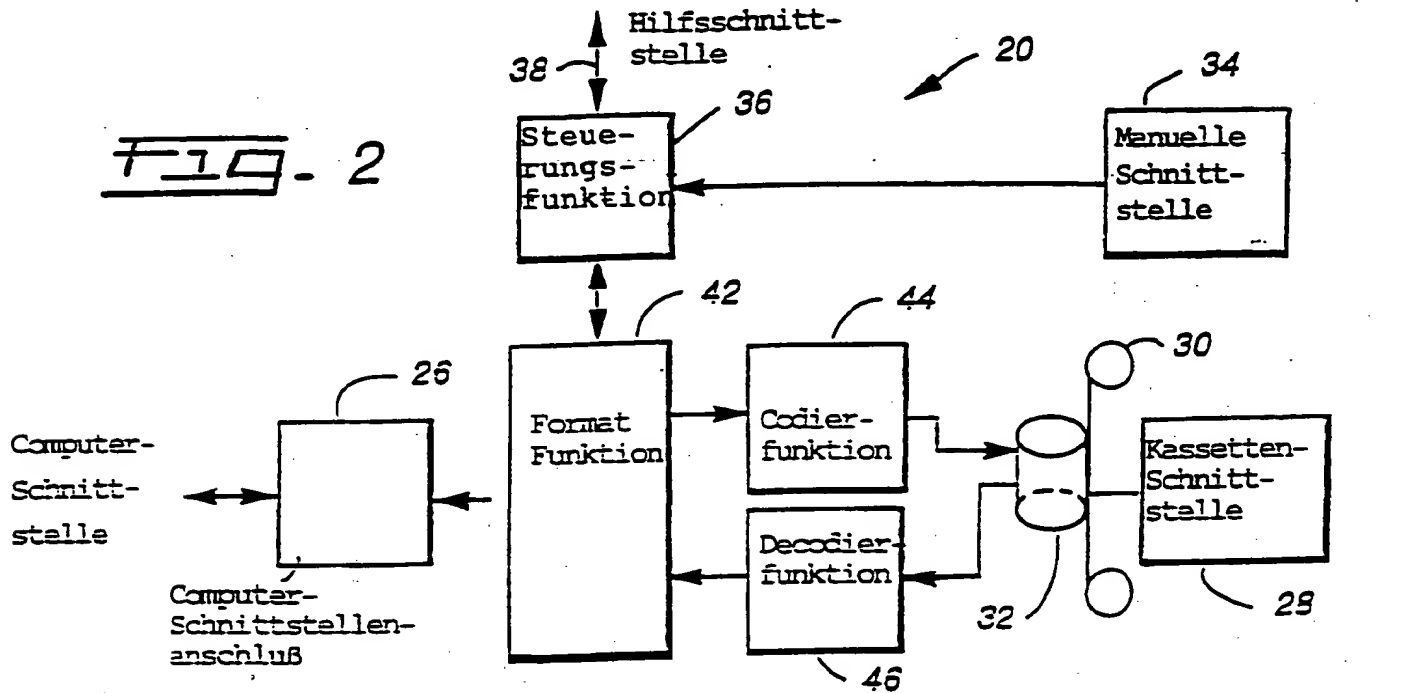 Hilfsschnitt-
stelle
38
20
34
36
Fig. 2
Steue-
rungs-
funktion
Manuelle
Schnitt-
stelle
42
44
30
26
Format
Funktion
Codier-
funktion
Computer-
Schnitt-
stelle
Kassetten-
Schnitt-
stelle
Decodier-
funktion
Computer-
Schnittstellen-
anschluß
32
28
46